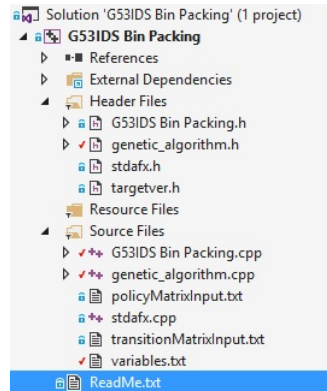 Solution 'G53IDS Bin Packing' (1 project)
G53IDS Bin Packing
References
External Dependencies
Header Files
G53IDS Bin Packing.h
genetic_algorithm.h
stdafx.h
targetver.h
Resource Files
Source Files
G53IDS Bin Packing.cpp
genetic_algorithm.cpp
policyMatrixInput.txt
stdafx.cpp
transitionMatrixInput.txt
variables.txt
ReadMe.txt